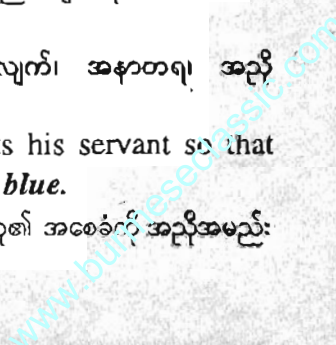 လျက်၊ အနာတရ၊ အညို
s his servant so that
blue.
၏ အစေခံကို အညိုအမည်း
www.burmeseclassic.com